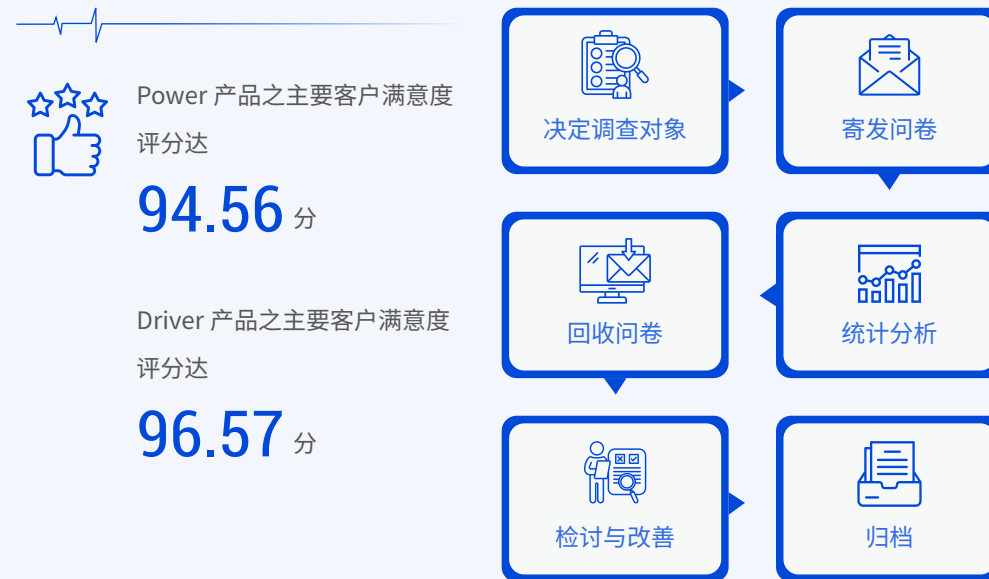 Power 产品之主要客户满意度
评分达
94.56 分
Driver 产品之主要客户满意度
评分达
96.57 分
决定调查对象
寄发问卷
回收问卷
统计分析
检讨与改善
归档